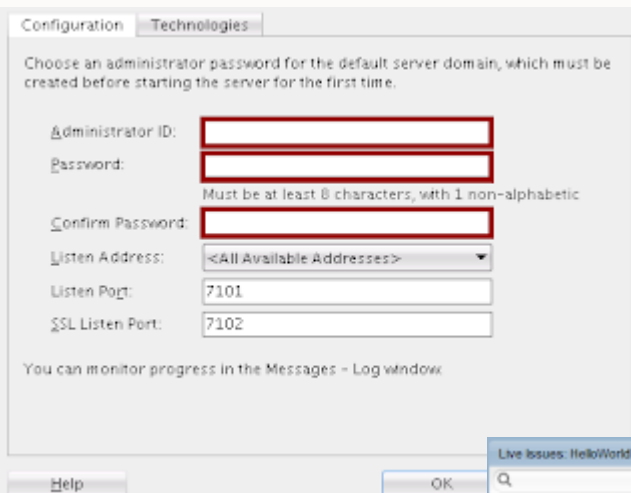 Configuration Technologies
Choose an administrator password for the default server domain, which must be
created before starting the server for the first time.
Administrator ID:
Password:
Must be at least 8 characters, with 1 non-alphabetic
Confirm Password:
Listen Address: <All Available Addresses>
Listen Port: 7101
SSL Listen Port: 7102
You can monitor progress in the Messages - Log window.
Live Issues: HelloWorld
Help OK